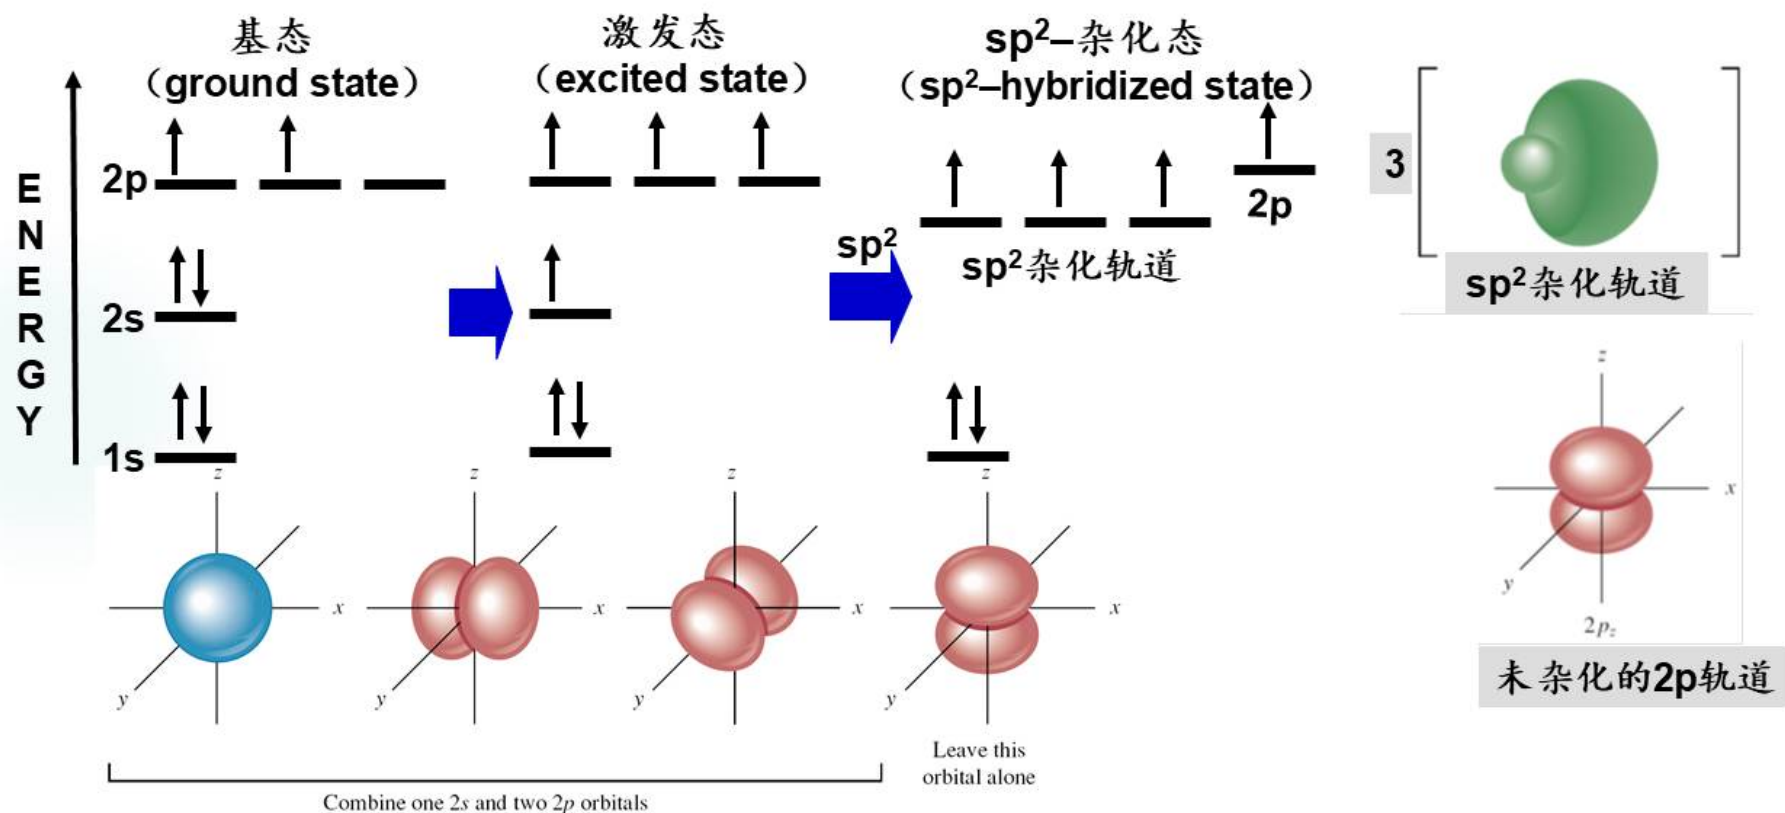 基态
(ground state)
激发态
(excited state)
sp²–杂化态
(sp²–hybridized state)
ENERGY
2p
2s
1s
sp²
sp²杂化轨道
2p
3
sp²杂化轨道
z
x
y
2pz
未杂化的2p轨道
z
x
y
z
x
y
z
x
y
z
x
y
Leave this
orbital alone
Combine one 2s and two 2p orbitals